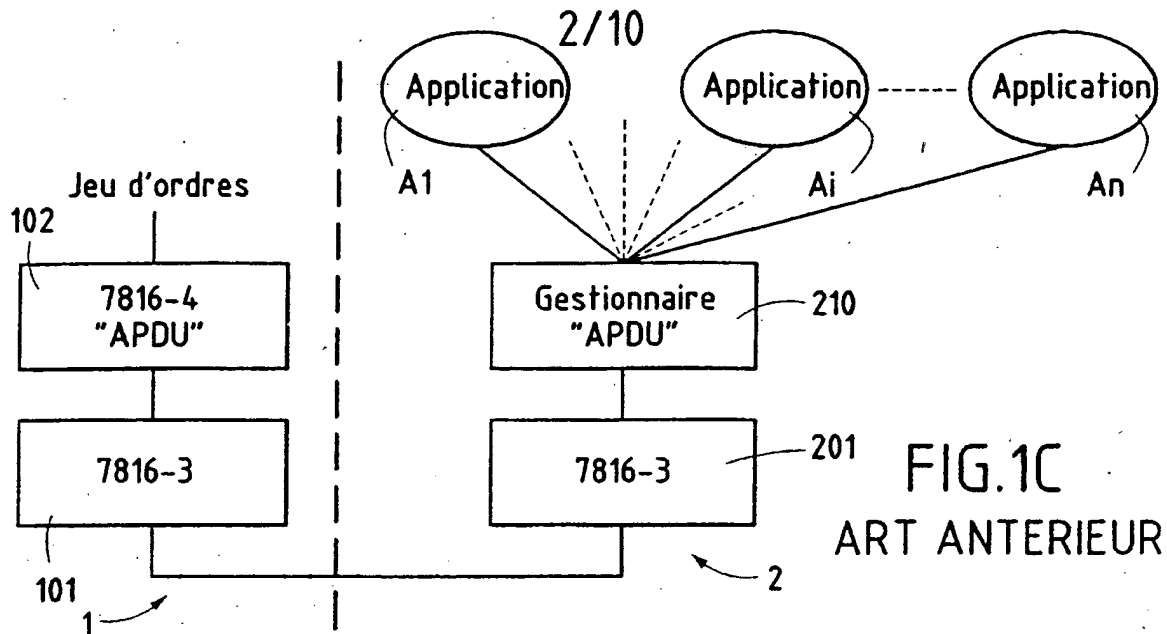 2/10
Application
Application
Application
A1
Ai
An
Jeu d'ordres
102
7816-4
"APDU"
Gestionnaire
"APDU"
210
7816-3
101
7816-3
201
1
2
FIG.1C
ART ANTERIEUR